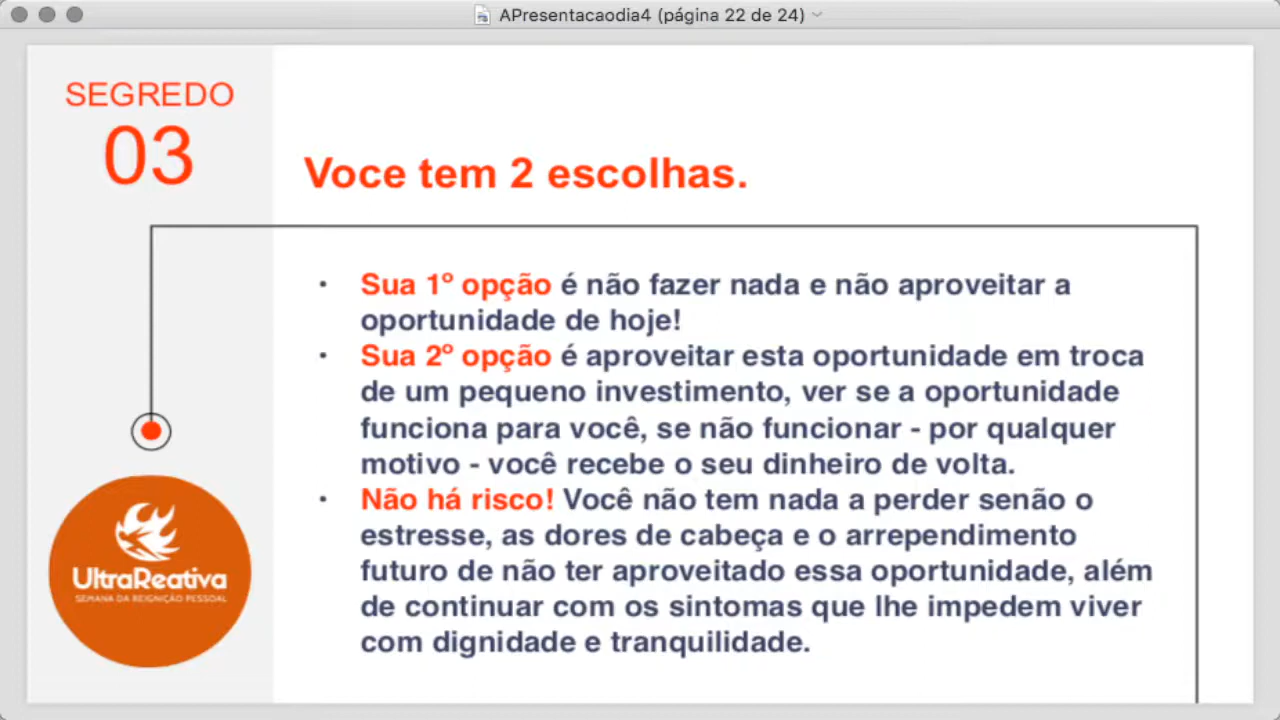 APresentacaodia4 (página 22 de 24)
SEGREDO
03
Voce tem 2 escolhas.
• Sua 1º opção é não fazer nada e não aproveitar a
oportunidade de hoje!
• Sua 2º opção é aproveitar esta oportunidade em troca
de um pequeno investimento, ver se a oportunidade
funciona para você, se não funcionar - por qualquer
motivo - você recebe o seu dinheiro de volta.
• Não há risco! Você não tem nada a perder senão o
estresse, as dores de cabeça e o arrependimento
futuro de não ter aproveitado essa oportunidade, além
de continuar com os sintomas que lhe impedem viver
com dignidade e tranquilidade.
UltraReativa
SEMANA DA REIGNIÇÃO PESSOAL